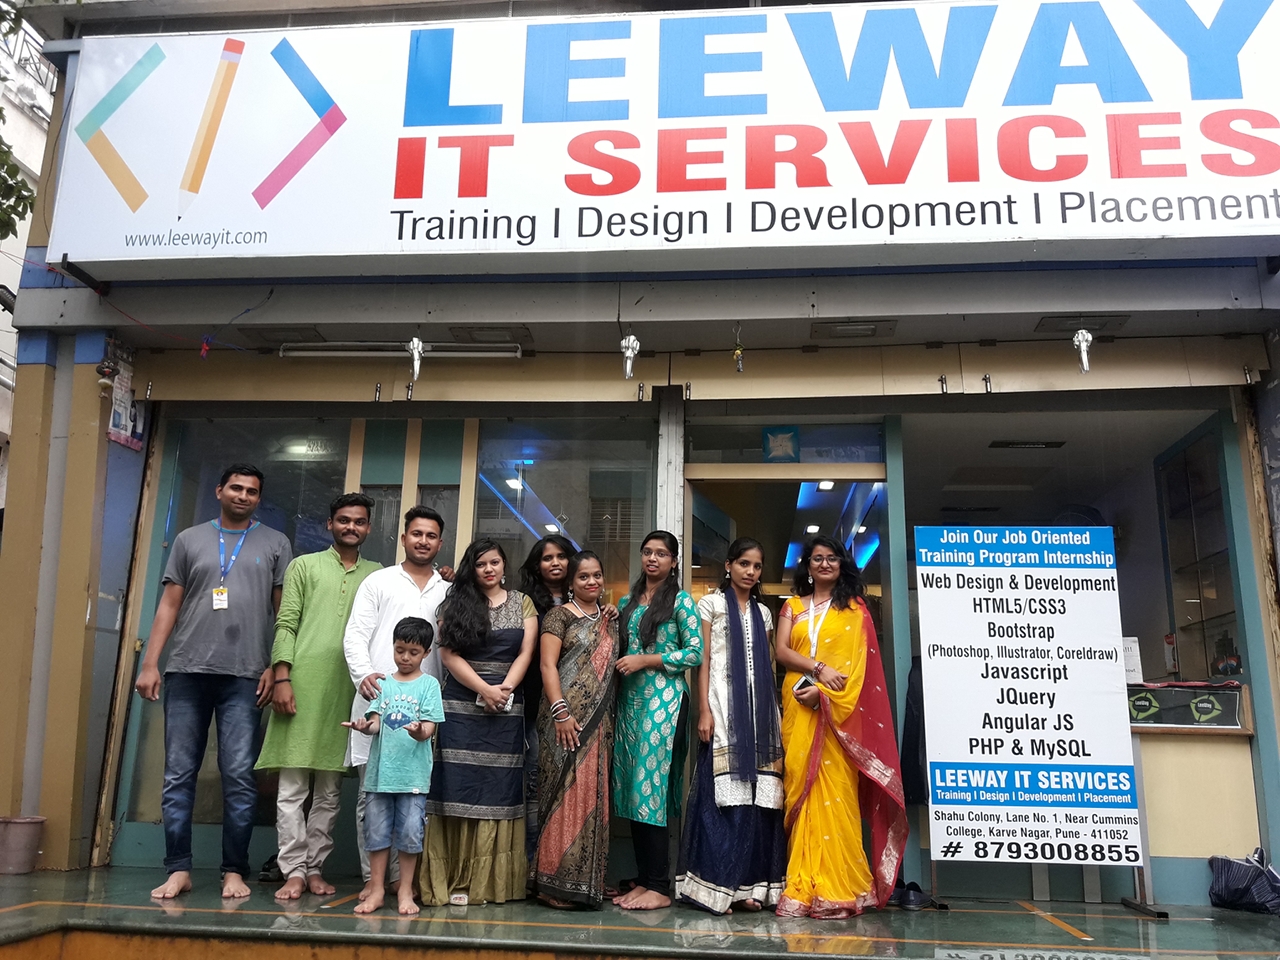 LEEWAY
IT SERVICES
Training | Design | Development | Placement
www.leewayit.com
Join Our Job Oriented
Training Program Internship
Web Design & Development
HTML5/CSS3
Bootstrap
(Photoshop, Illustrator, Coreldraw)
Javascript
JQuery
Angular JS
PHP & MySQL
LEEWAY IT SERVICES
Training | Design | Development | Placement
Shahu Colony, Lane No. 1, Near Cummins
College, Karve Nagar, Pune - 411052
# 8793008855